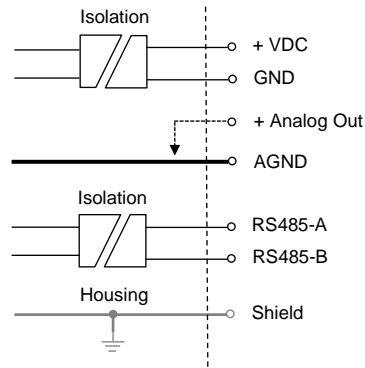 Isolation
+ VDC
GND
+ Analog Out
AGND
Isolation
RS485-A
RS485-B
Housing
Shield